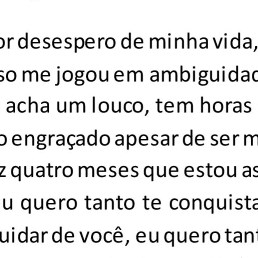 or desespero de minha vida,
so me jogou em ambiguidad
acha um louco, tem horas
o engraçado apesar de ser m
z quatro meses que estou as
u quero tanto te conquista
uidar de você, eu quero tant